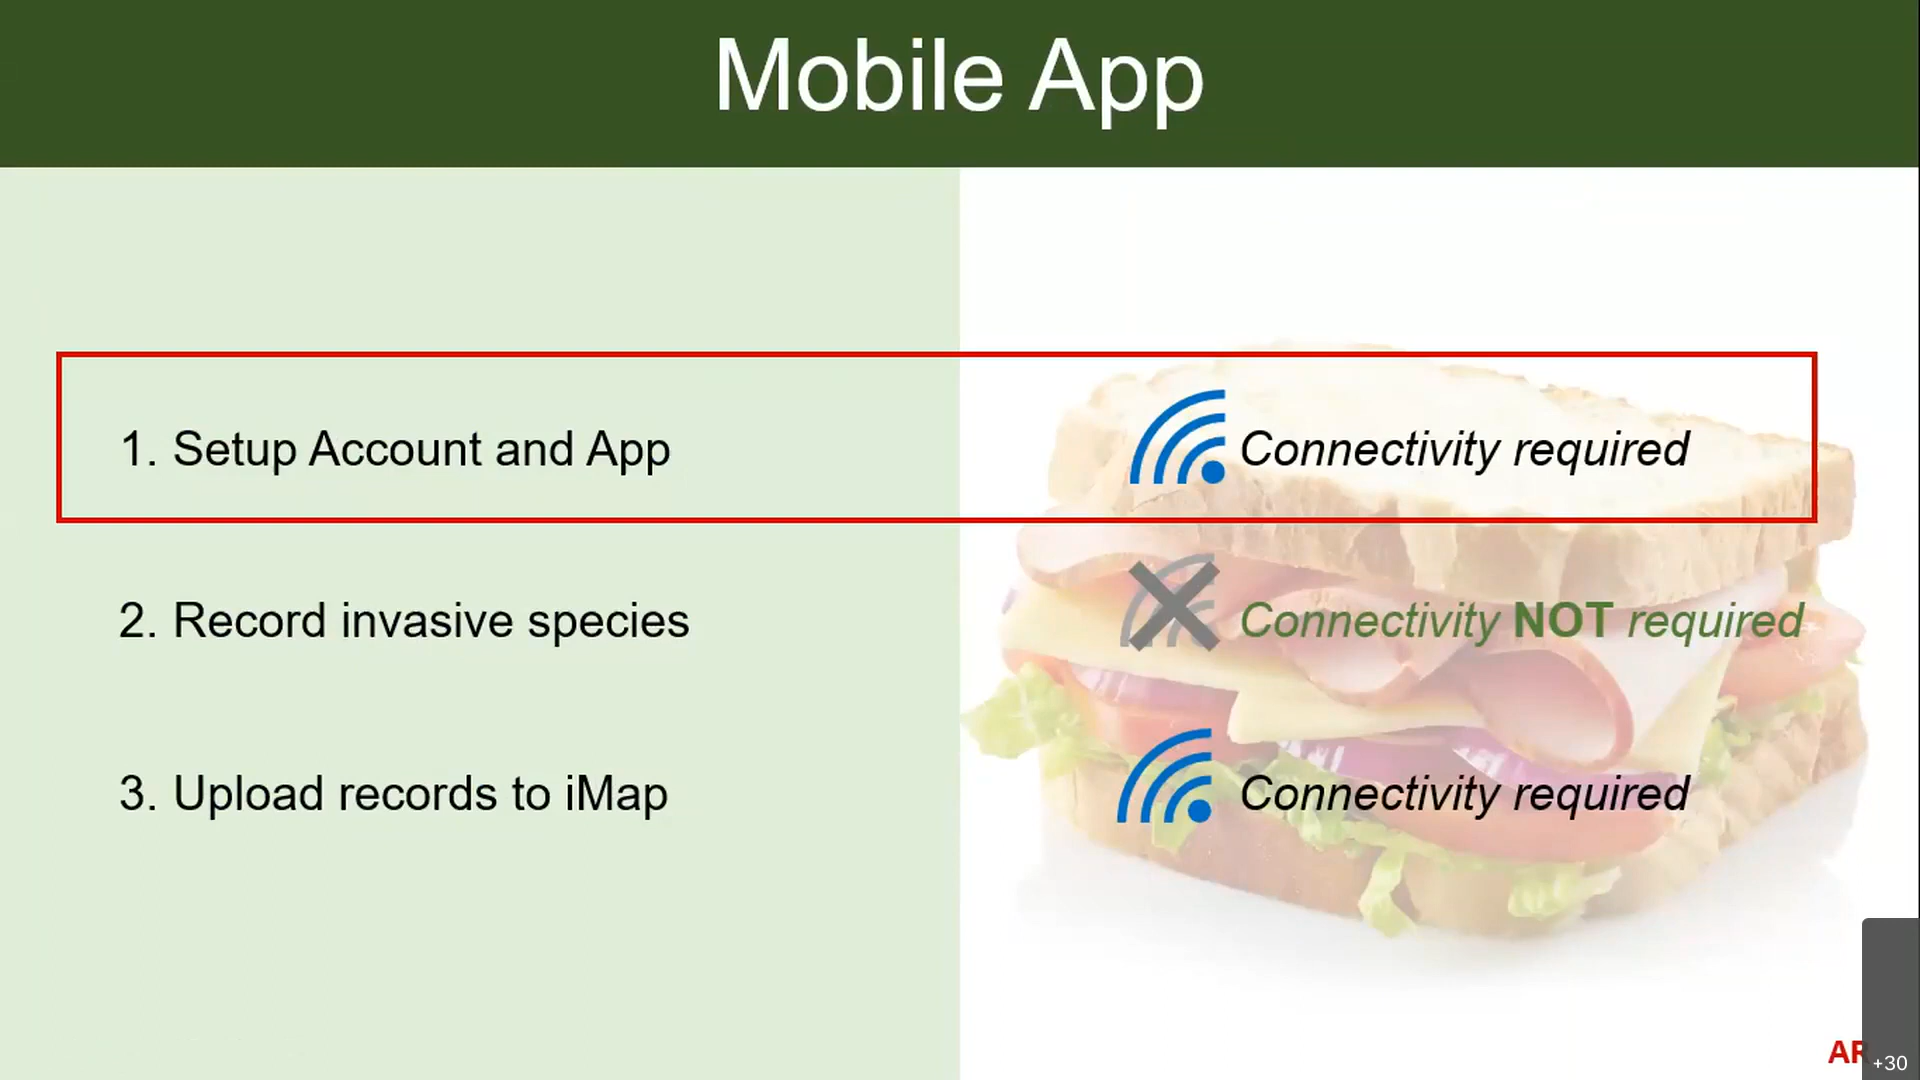 Mobile App
1. Setup Account and App
Connectivity required
2. Record invasive species
Connectivity NOT required
3. Upload records to iMap
Connectivity required
+30